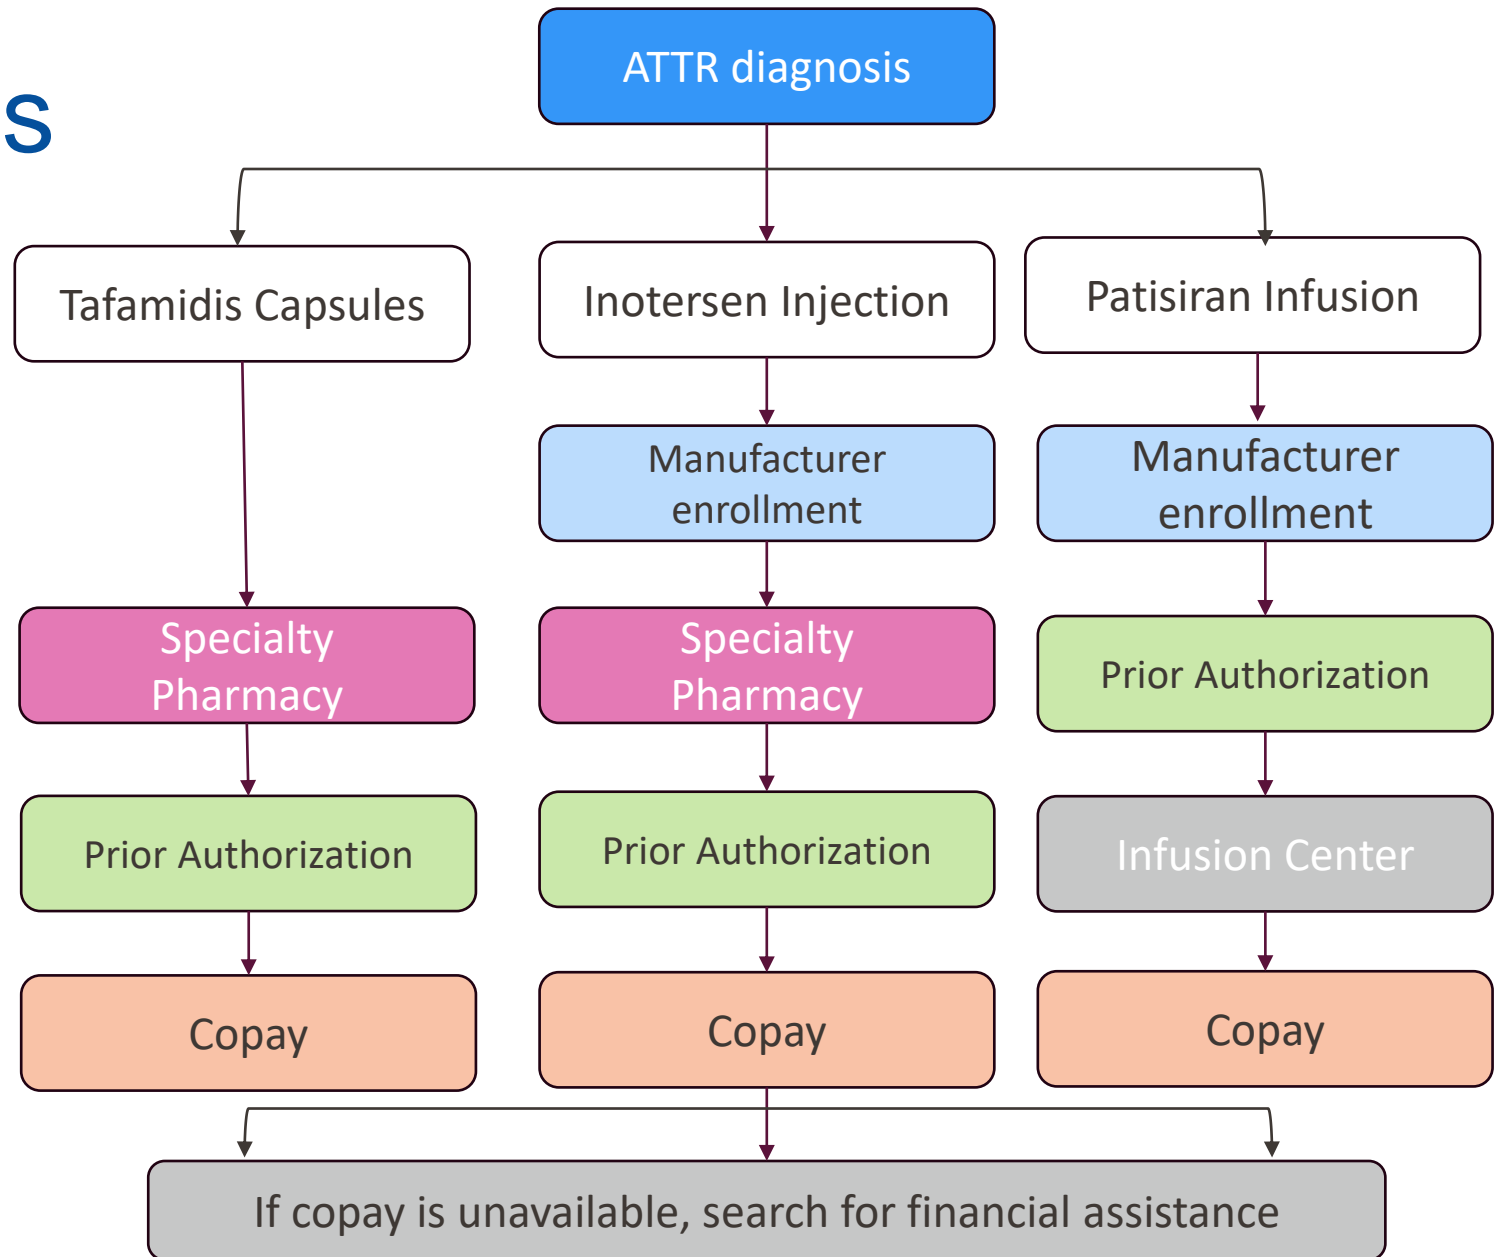 s
ATTR diagnosis
Tafamidis Capsules
Inotersen Injection
Patisiran Infusion
Manufacturer
enrollment
Manufacturer
enrollment
Specialty
Pharmacy
Specialty
Pharmacy
Prior Authorization
Prior Authorization
Prior Authorization
Infusion Center
Copay
Copay
Copay
If copay is unavailable, search for financial assistance